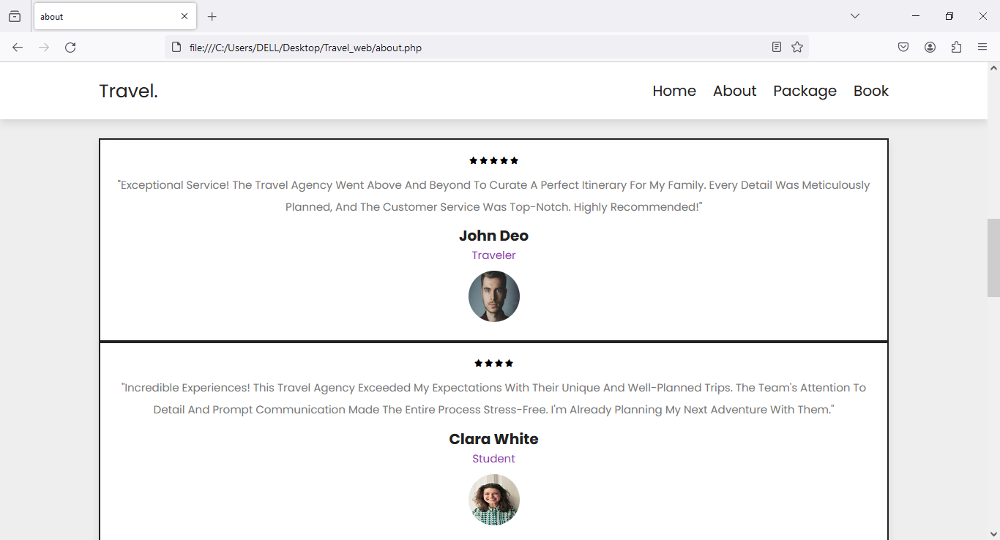 about
file:///C:/Users/DELL/Desktop/Travel_web/about.php
Travel.
Home About Package Book
"Exceptional Service! The Travel Agency Went Above And Beyond To Curate A Perfect Itinerary For My Family. Every Detail Was Meticulously
Planned, And The Customer Service Was Top-Notch. Highly Recommended!"
John Deo
Traveler
"Incredible Experiences! This Travel Agency Exceeded My Expectations With Their Unique And Well-Planned Trips. The Team's Attention To
Detail And Prompt Communication Made The Entire Process Stress-Free. I'm Already Planning My Next Adventure With Them."
Clara White
Student